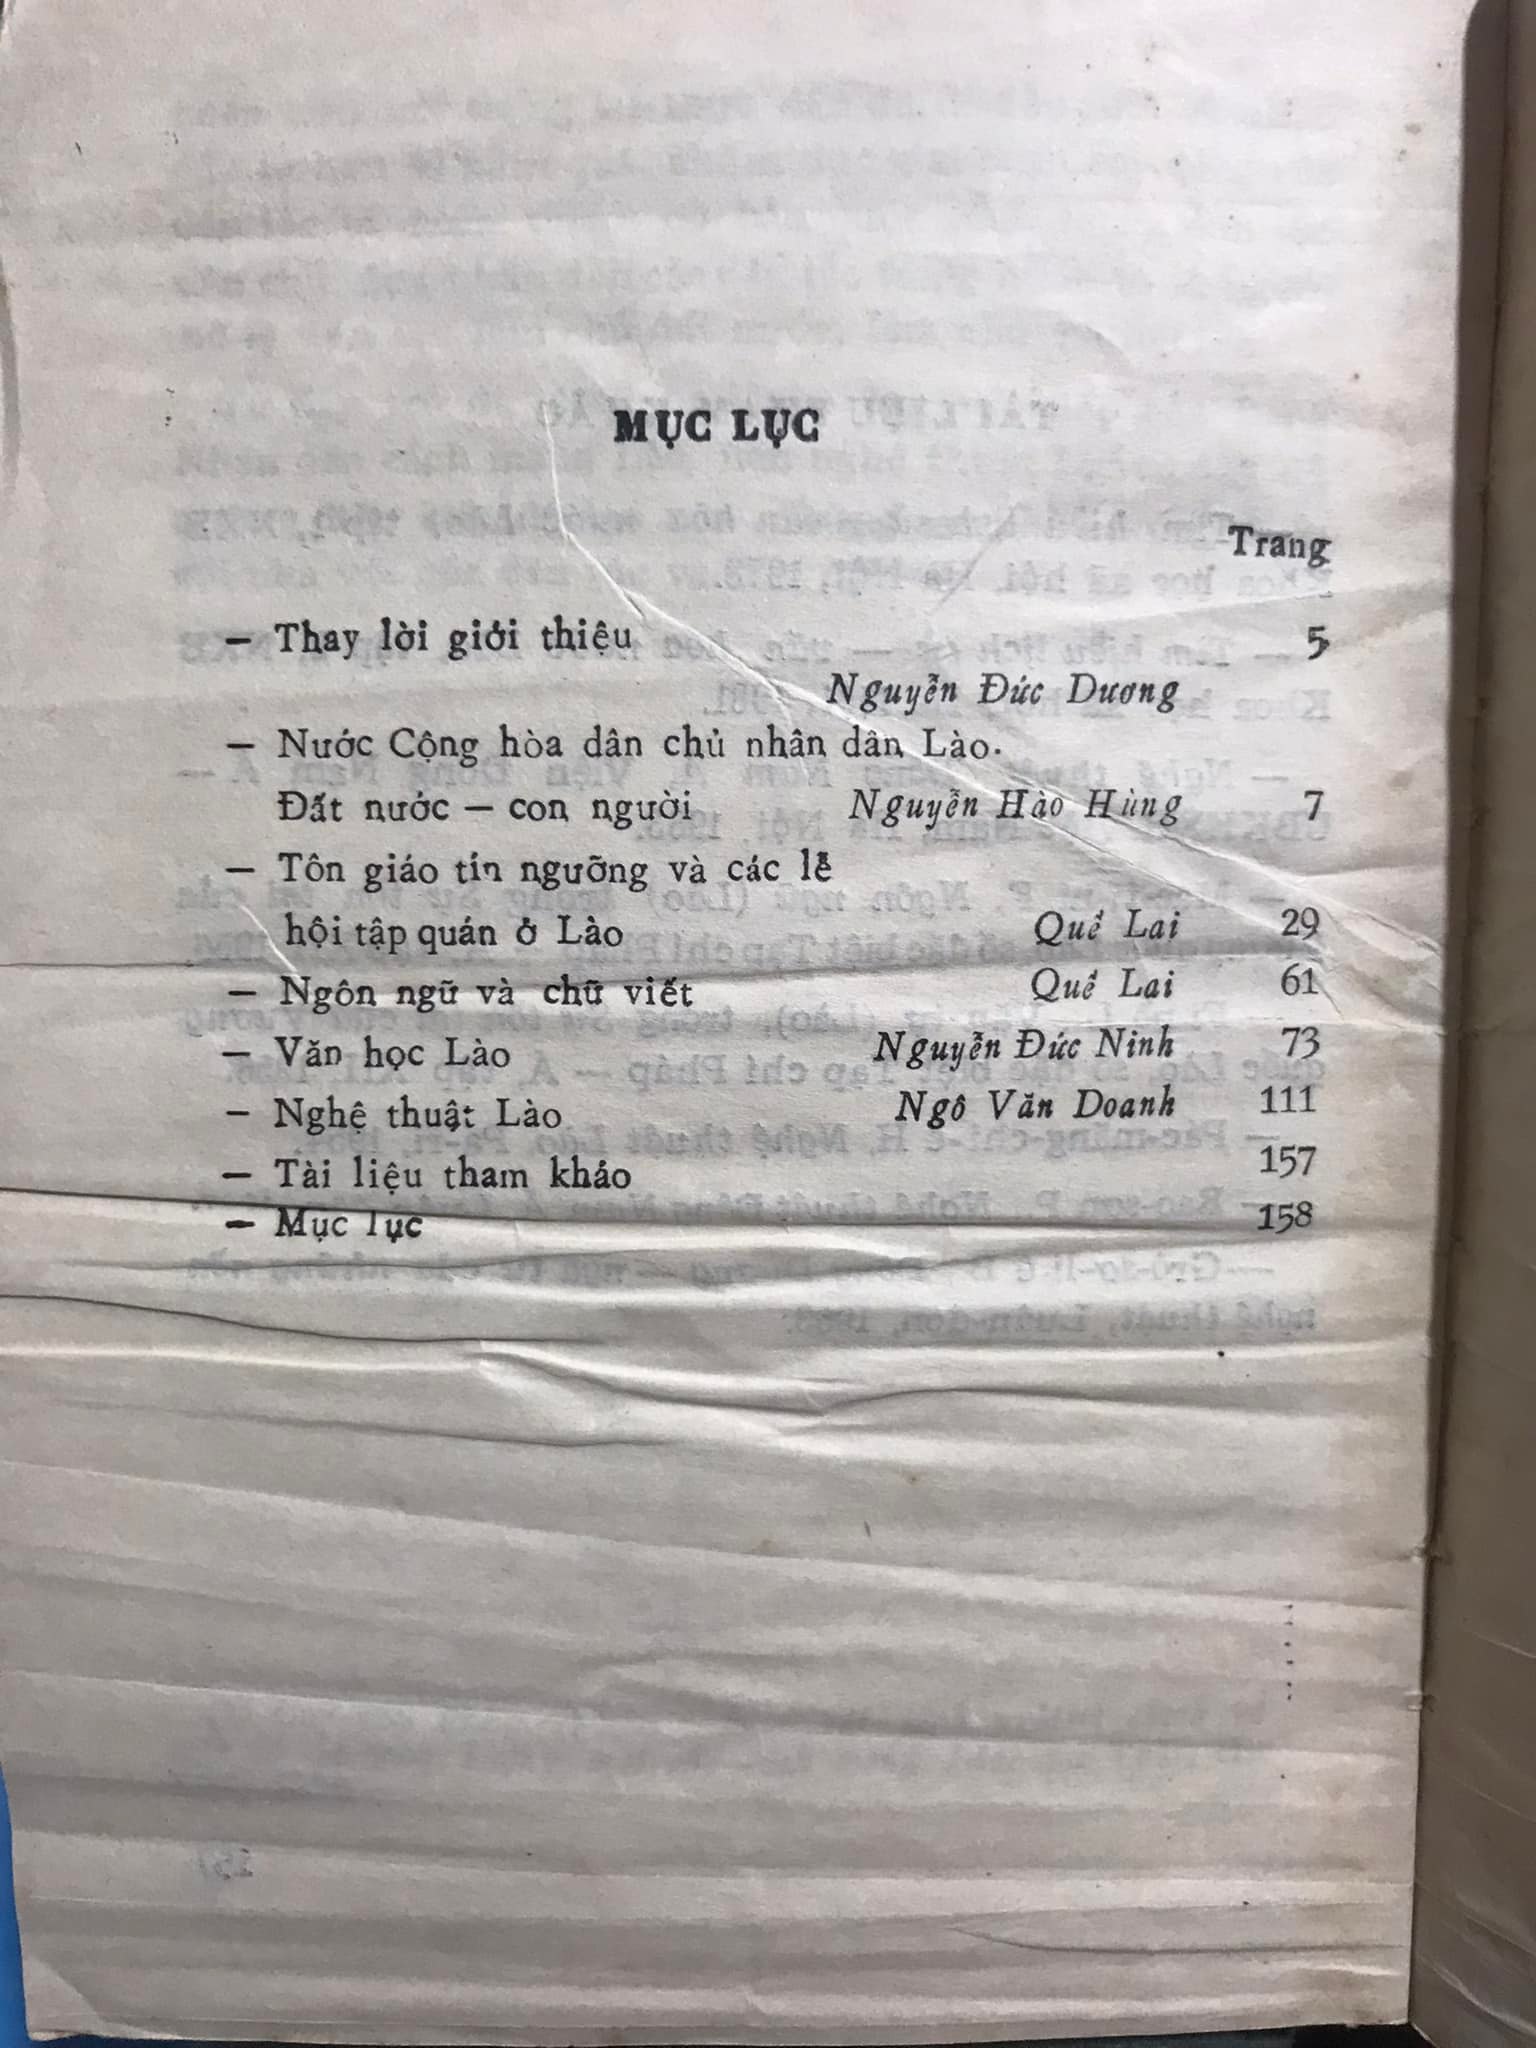 MỤC LỤC
Trang
— Thay lời giới thiệu 5
Nguyễn Đức Dương
— Nước Cộng hòa dân chủ nhân dân Lào.
Đất nước — con người Nguyễn Hào Hùng 7
— Tôn giáo tín ngưỡng và các lễ
hội tập quán ở Lào Quế Lai 29
— Ngôn ngữ và chữ viết Quế Lai 61
— Văn học Lào Nguyễn Đức Ninh 73
— Nghệ thuật Lào Ngô Văn Doanh 111
— Tài liệu tham khảo 157
— Mục lục 158